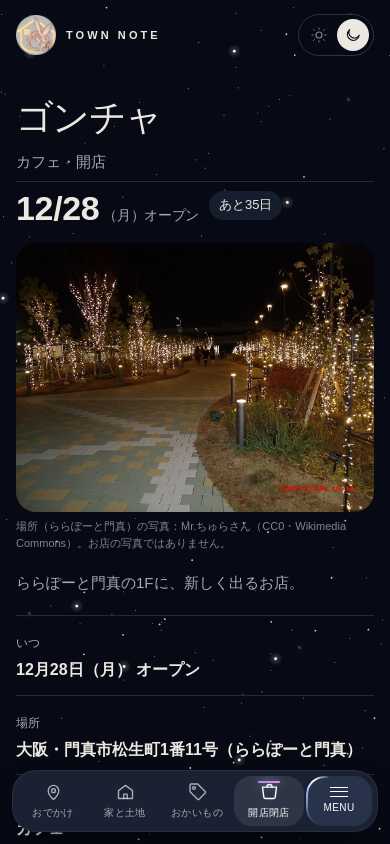 TOWN NOTE
ゴンチャ
カフェ・開店
12/28 （月）オープン あと35日
場所（ららぽーと門真）の写真：Mr.ちゅらさん（CC0・Wikimedia
Commons）。お店の写真ではありません。
ららぽーと門真の1Fに、新しく出るお店。
いつ
12月28日（月） オープン
場所
大阪・門真市松生町1番11号（ららぽーと門真）
カフェ
おでかけ 家と土地 おかいもの 開店閉店 MENU